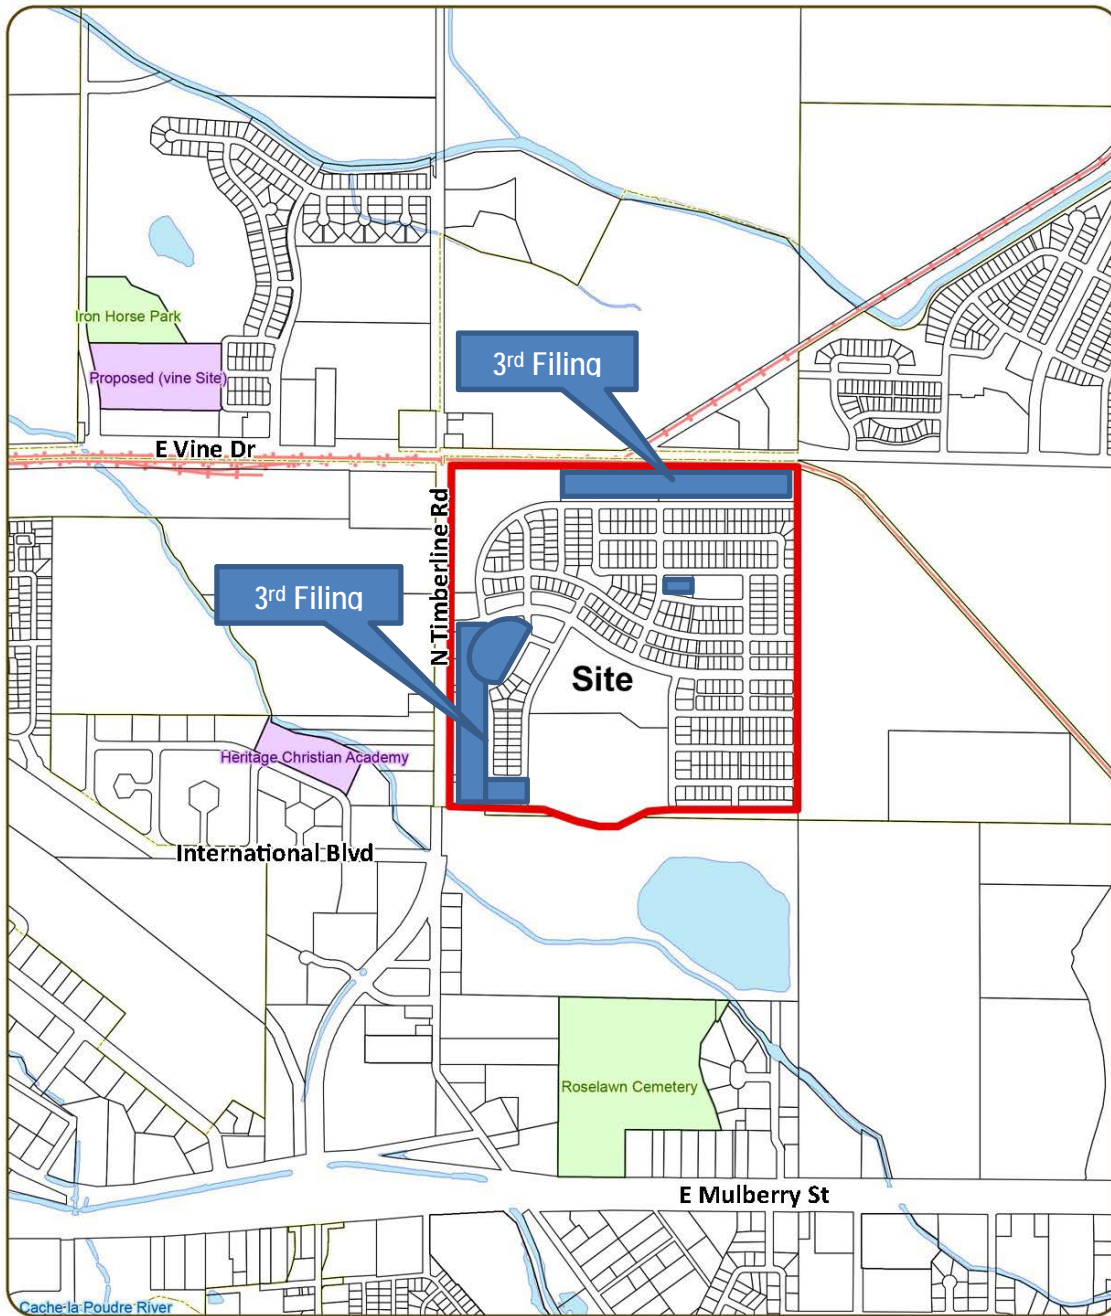 3rd Filing
Iron Horse Park
Proposed (vine Site)
E Vine Dr
N Timberline Rd
3rd Filing
Site
Heritage Christian Academy
International Blvd
Roselawn Cemetery
E Mulberry St
Cache la Poudre River